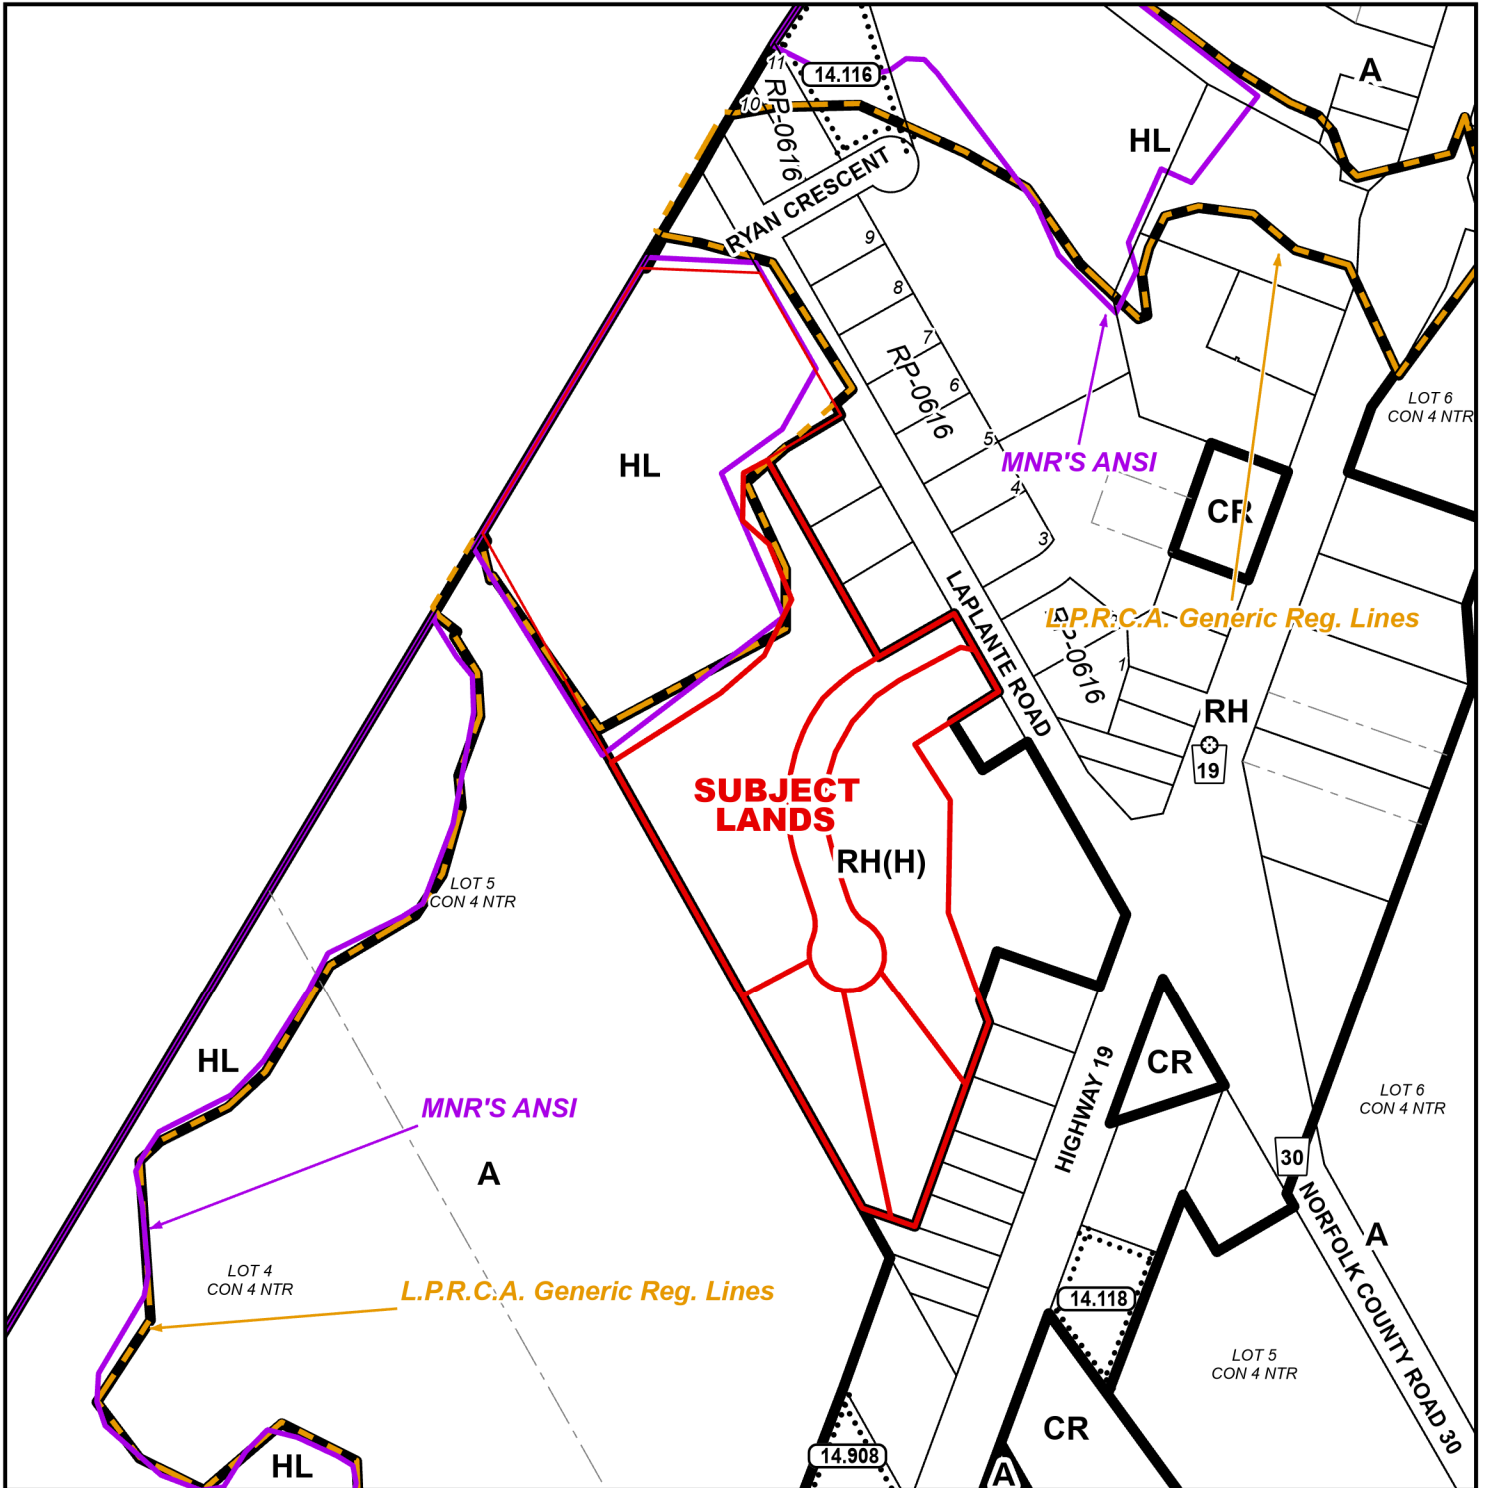 11
14.116
A
10
RP-0616
HL
RYAN CRESCENT
9
8
7
RP-0616
6
LOT 6
CON 4 NTR
5
MNR'S ANSI
HL
4
CR
3
LAPLANTE ROAD
L.P.R.C.A. Generic Reg. Lines
RP-0616
1
RH
19
SUBJECT
LANDS
RH(H)
LOT 5
CON 4 NTR
HL
HIGHWAY 19
CR
MNR'S ANSI
LOT 6
CON 4 NTR
A
30
NORFOLK COUNTY ROAD 30
A
LOT 4
CON 4 NTR
L.P.R.C.A. Generic Reg. Lines
14.118
LOT 5
CON 4 NTR
CR
14.908
HL
A